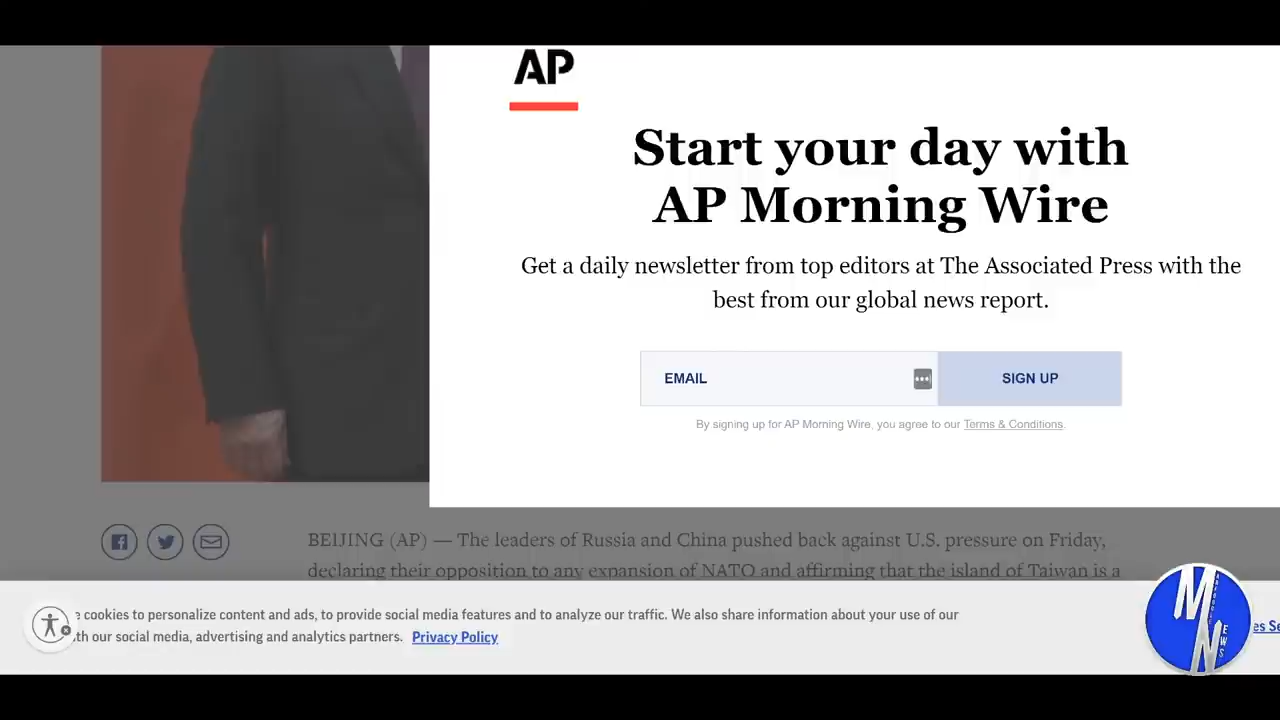 AP
Start your day with
AP Morning Wire
Get a daily newsletter from top editors at The Associated Press with the
best from our global news report.
EMAIL
SIGN UP
By signing up for AP Morning Wire, you agree to our Terms & Conditions.
BEIJING (AP) — The leaders of Russia and China pushed back against U.S. pressure on Friday,
declaring their opposition to any expansion of NATO and affirming that the island of Taiwan is a
e cookies to personalize content and ads, to provide social media features and to analyze our traffic. We also share information about your use of our
th our social media, advertising and analytics partners. Privacy Policy
es Se
MN
EWS